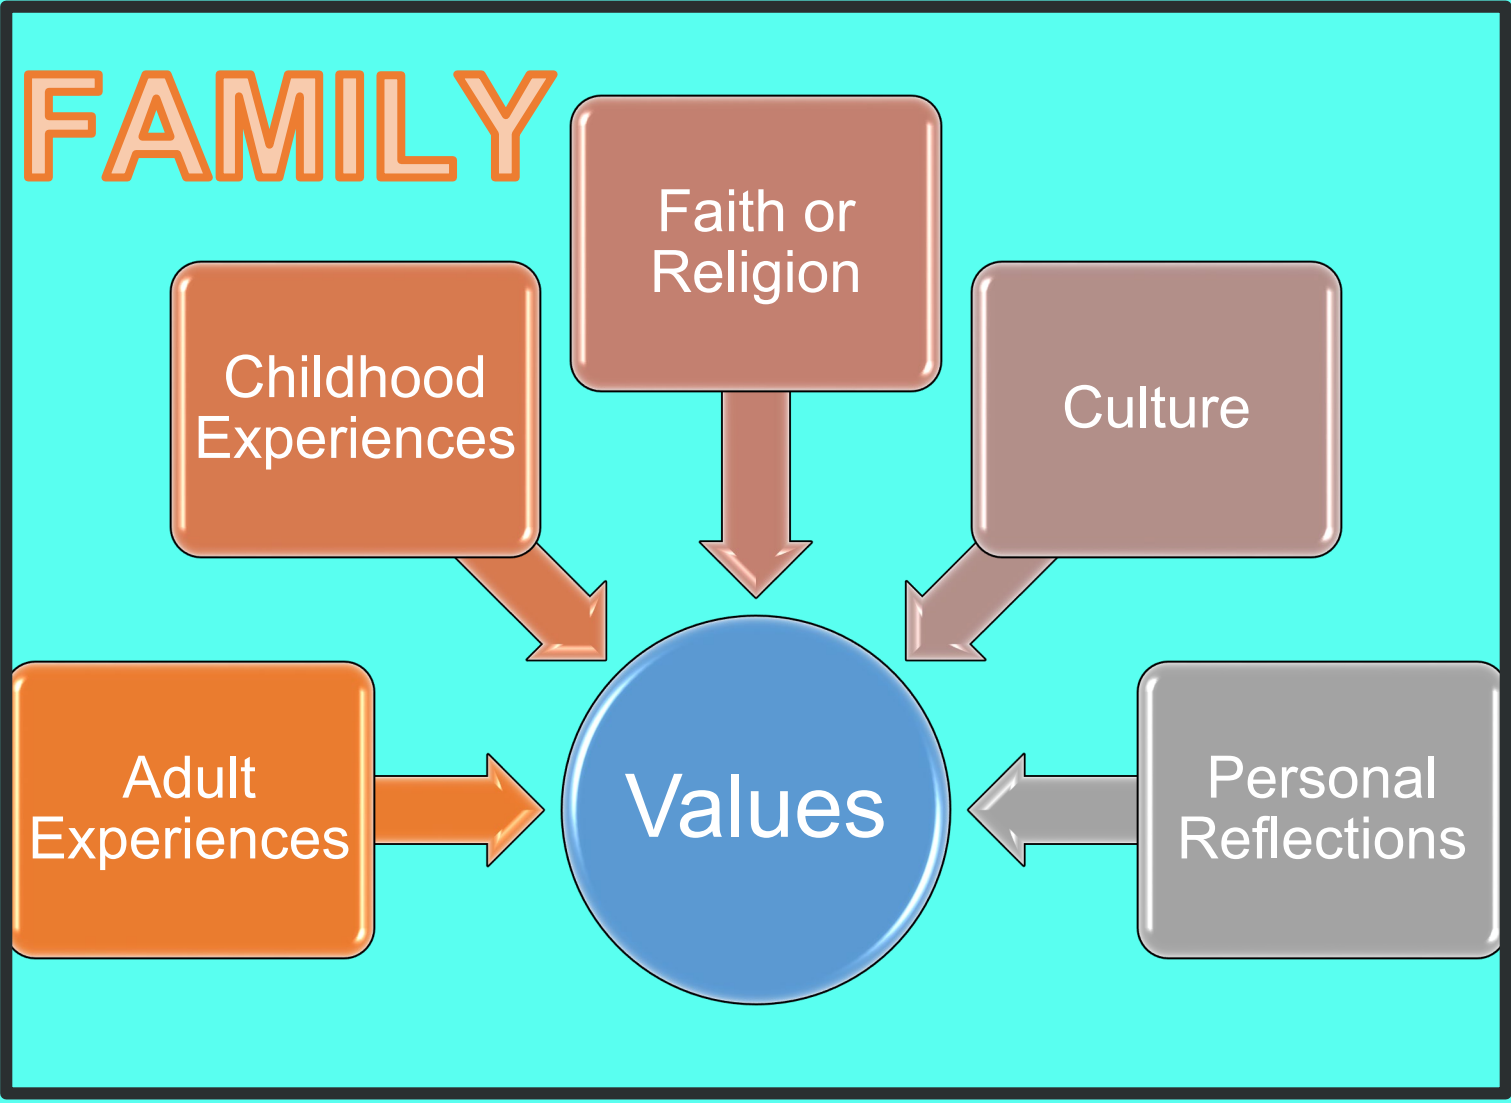 FAMILY
Faith or
Religion
Childhood
Experiences
Culture
Adult
Experiences
Values
Personal
Reflections